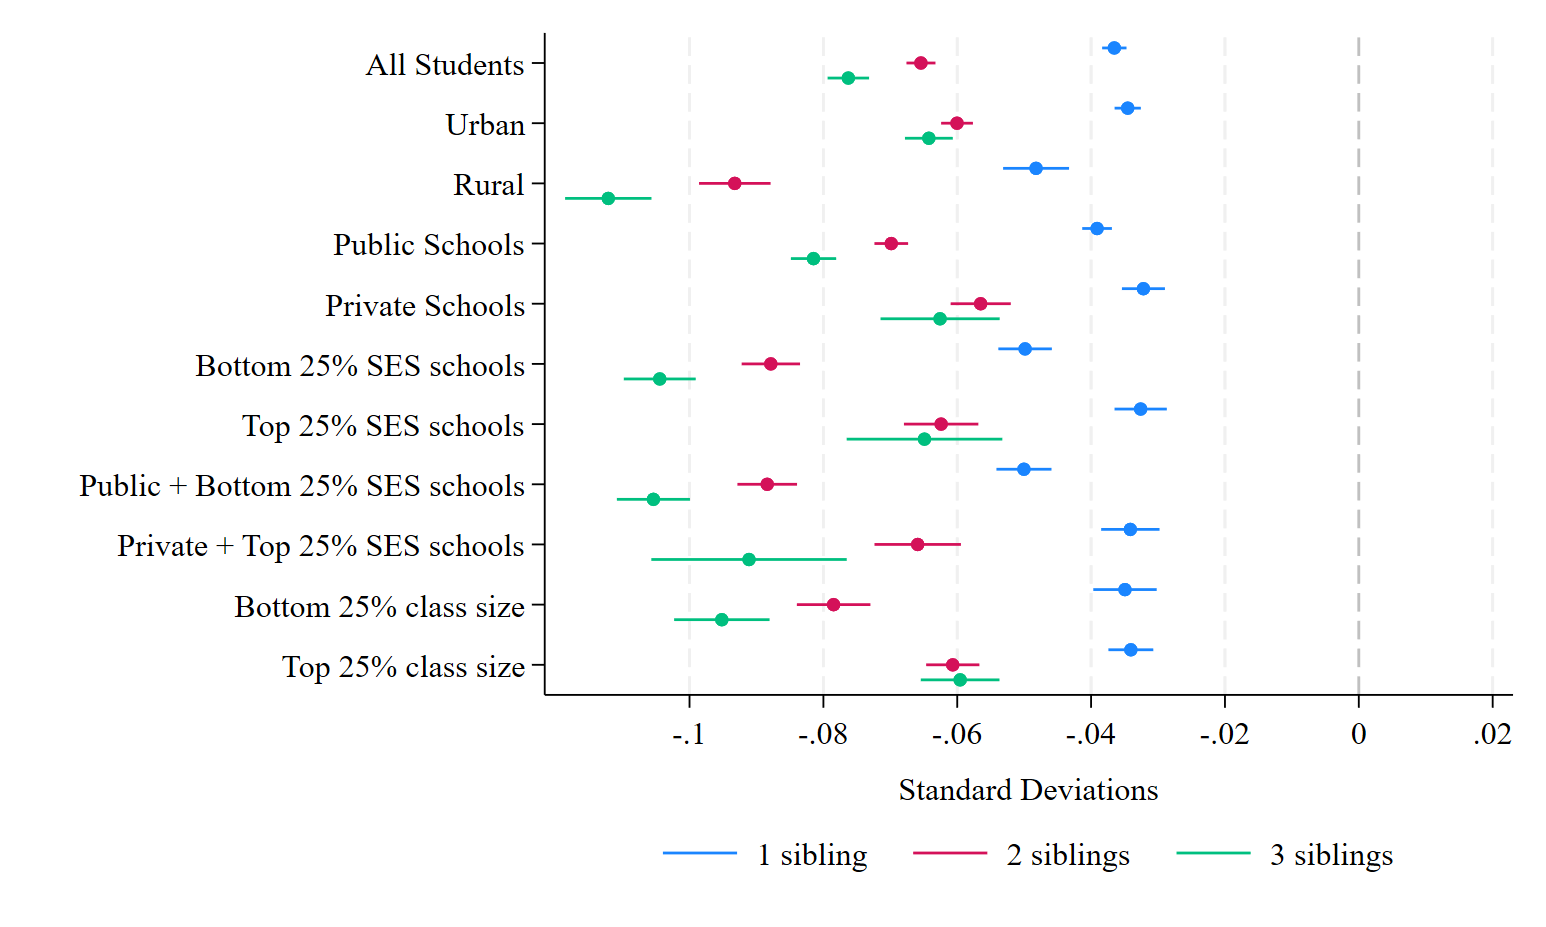 All Students
Urban
Rural
Public Schools
Private Schools
Bottom 25% SES schools
Top 25% SES schools
Public + Bottom 25% SES schools
Private + Top 25% SES schools
Bottom 25% class size
Top 25% class size
-.1 -.08 -.06 -.04 -.02 0 .02
Standard Deviations
1 sibling 2 siblings 3 siblings